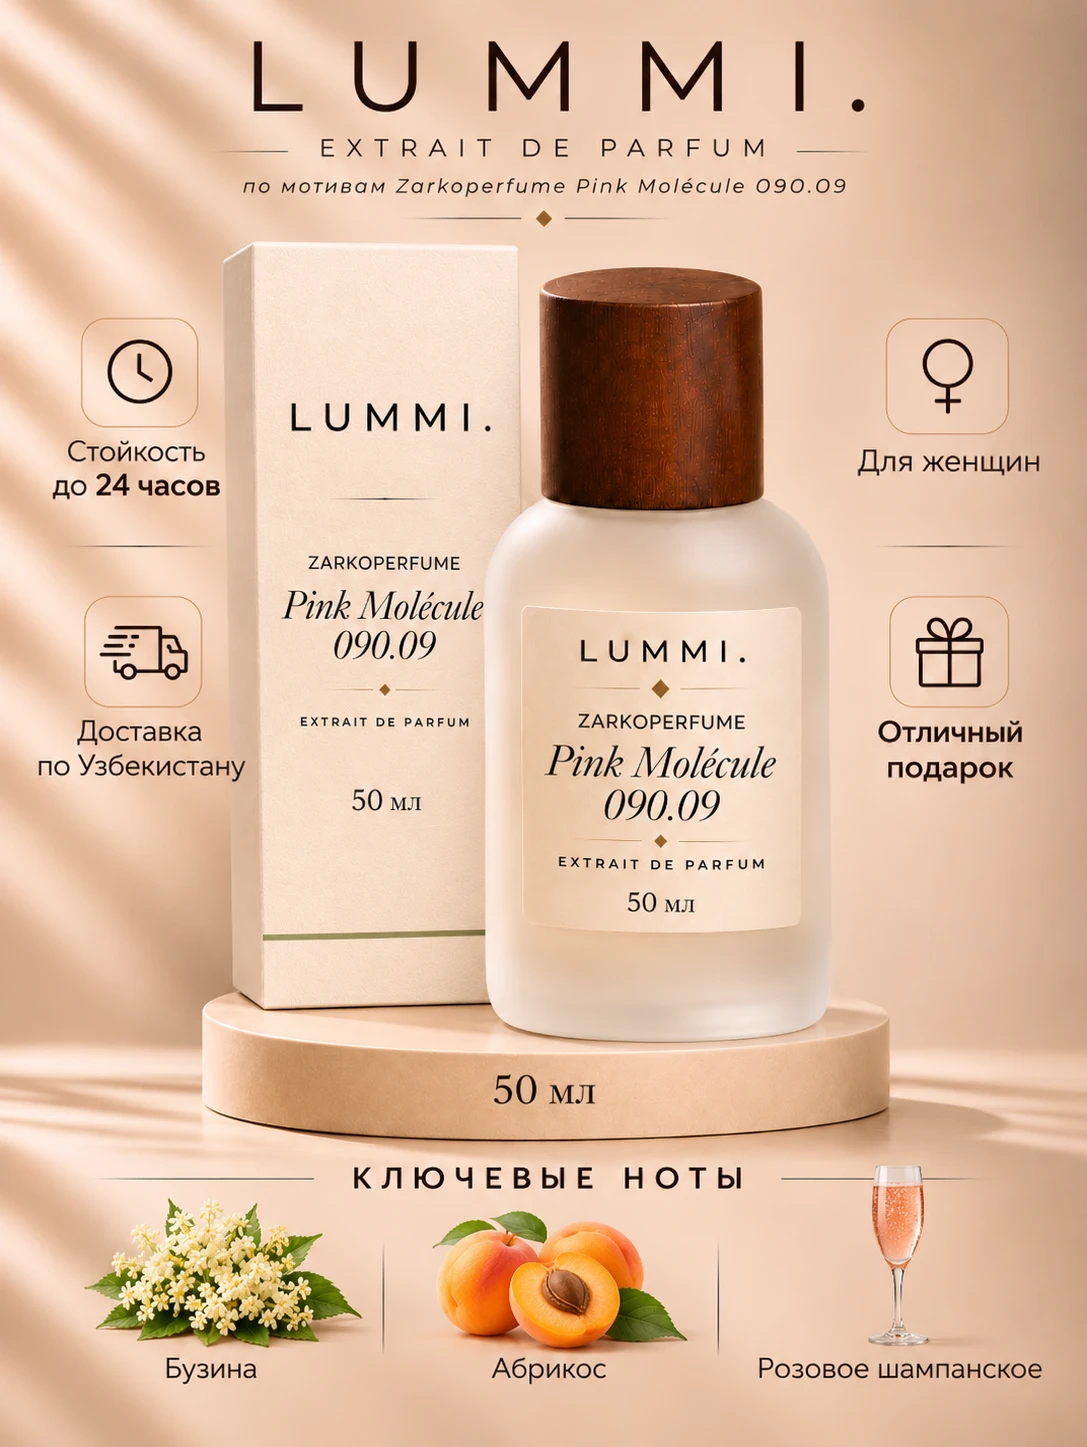 LUMMI.
EXTRAIT DE PARFUM
по мотивам Zarkoperfume Pink Molécule 090.09
Стойкость
до 24 часов
Доставка
по Узбекистану
LUMMI.
ZARKOPERFUME
Pink Molécule
090.09
EXTRAIT DE PARFUM
50 мл
LUMMI.
ZARKOPERFUME
Pink Molécule
090.09
EXTRAIT DE PARFUM
50 мл
Для женщин
Отличный
подарок
50 мл
КЛЮЧЕВЫЕ НОТЫ
Бузина
Абрикос
Розовое шампанское